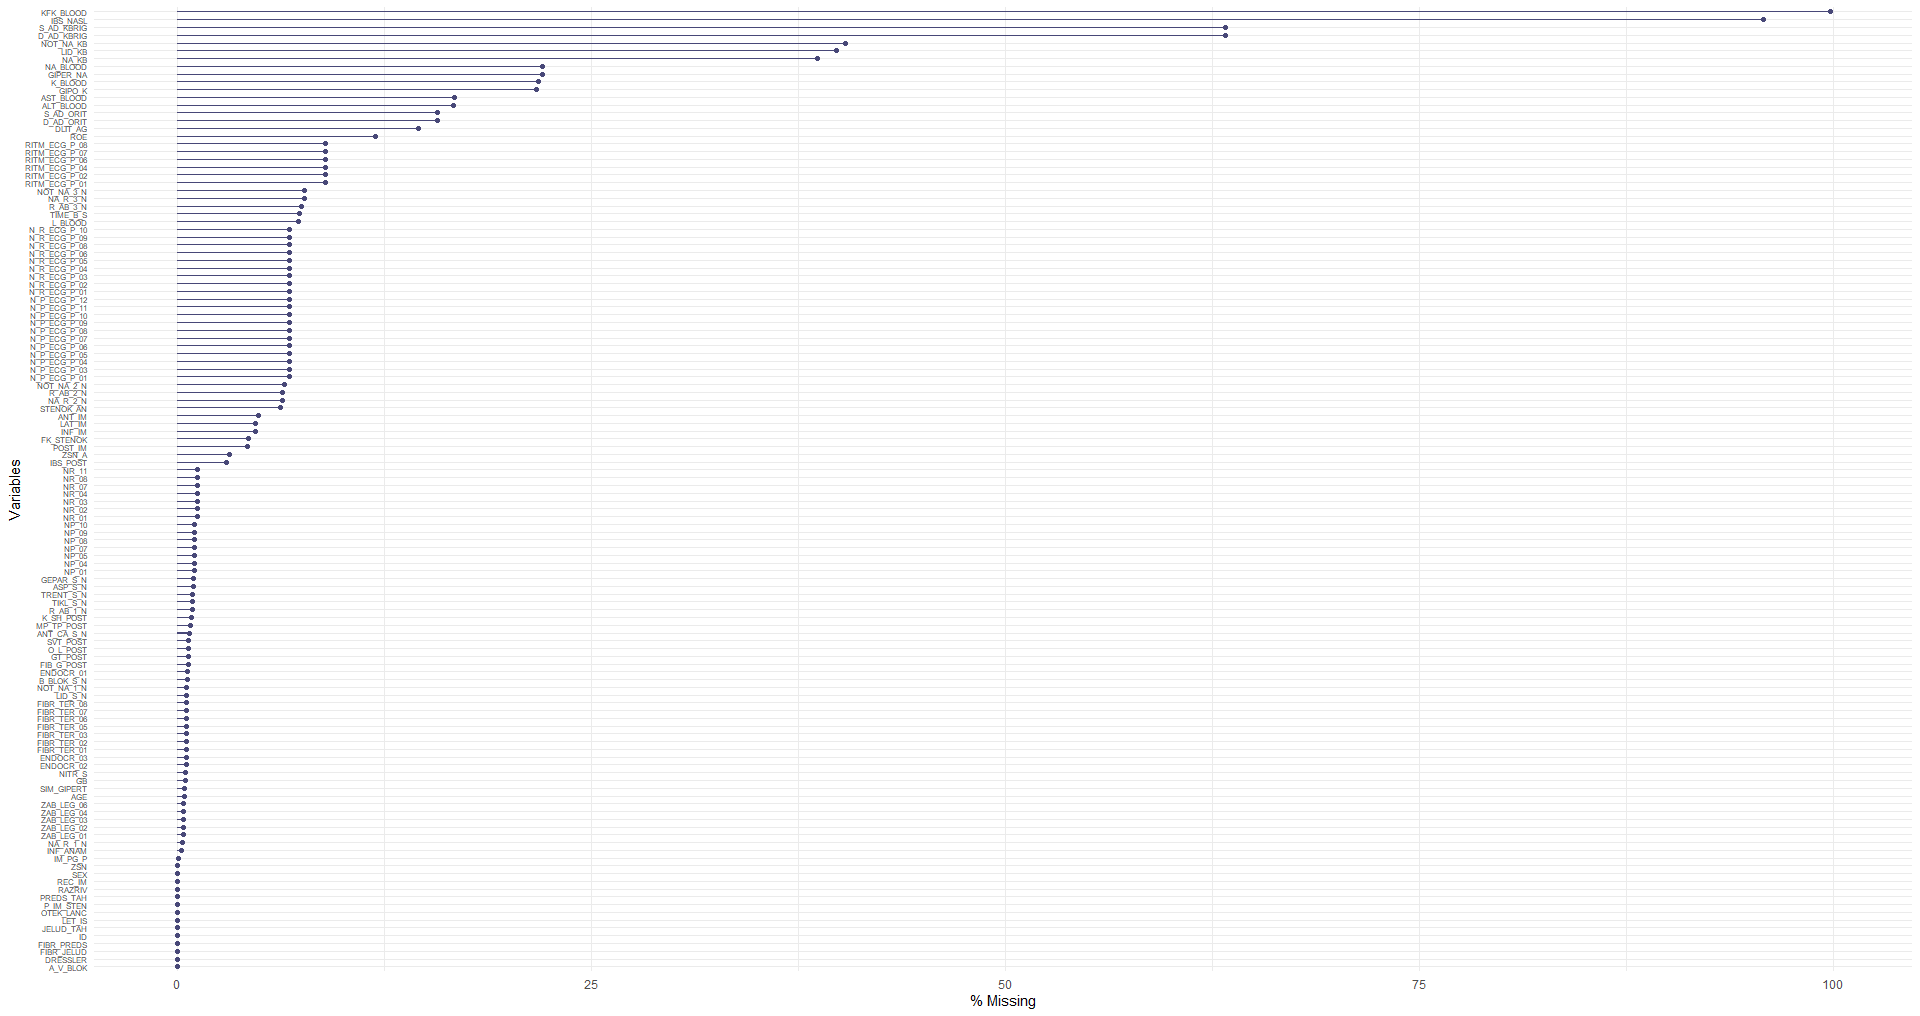 KFK_BLOOD
IBS_NASL
S_AD_KBRIG
D_AD_KBRIG
NOT_NA_KB
LID_KB
NA_KB
NA_BLOOD
GIPER_NA
K_BLOOD
GIPO_K
AST_BLOOD
ALT_BLOOD
S_AD_ORIT
D_AD_ORIT
DLIT_AG
ROE
RITM_ECG_P_08
RITM_ECG_P_07
RITM_ECG_P_06
RITM_ECG_P_04
RITM_ECG_P_02
RITM_ECG_P_01
NOT_NA_3_N
NA_R_3_N
R_AB_3_N
TIME_B_S
L_BLOOD
N_R_ECG_P_10
N_R_ECG_P_09
N_R_ECG_P_08
N_R_ECG_P_06
N_R_ECG_P_05
N_R_ECG_P_04
N_R_ECG_P_03
N_R_ECG_P_02
N_R_ECG_P_01
N_P_ECG_P_12
N_P_ECG_P_11
N_P_ECG_P_10
N_P_ECG_P_09
N_P_ECG_P_08
N_P_ECG_P_07
N_P_ECG_P_06
N_P_ECG_P_05
N_P_ECG_P_04
N_P_ECG_P_03
N_P_ECG_P_01
NOT_NA_2_N
R_AB_2_N
NA_R_2_N
STENOK_AN
ANT_IM
LAT_IM
INF_IM
FK_STENOK
POST_IM
ZSN_A
IBS_POST
NR_11
NR_08
NR_07
NR_04
NR_03
NR_02
NR_01
NP_10
NP_09
NP_08
NP_07
NP_05
NP_04
NP_01
GEPAR_S_N
ASP_S_N
TRENT_S_N
TIKL_S_N
R_AB_1_N
K_SH_POST
MP_TP_POST
ANT_CA_S_N
SVT_POST
O_L_POST
GT_POST
FIB_G_POST
ENDOCR_01
B_BLOK_S_N
NOT_NA_1_N
LID_S_N
FIBR_TER_08
FIBR_TER_07
FIBR_TER_06
FIBR_TER_05
FIBR_TER_03
FIBR_TER_02
FIBR_TER_01
ENDOCR_03
ENDOCR_02
NITR_S
GB
SIM_GIPERT
AGE
ZAB_LEG_06
ZAB_LEG_04
ZAB_LEG_03
ZAB_LEG_02
ZAB_LEG_01
NA_R_1_N
INF_ANAM
IM_PG_P
ZSN
SEX
REC_IM
RAZRIV
PREDS_TAH
P_IM_STEN
OTEK_LANC
LET_IS
JELUD_TAH
ID
FIBR_PREDS
FIBR_JELUD
DRESSLER
A_V_BLOK
Variables
0 25 50 75 100
% Missing